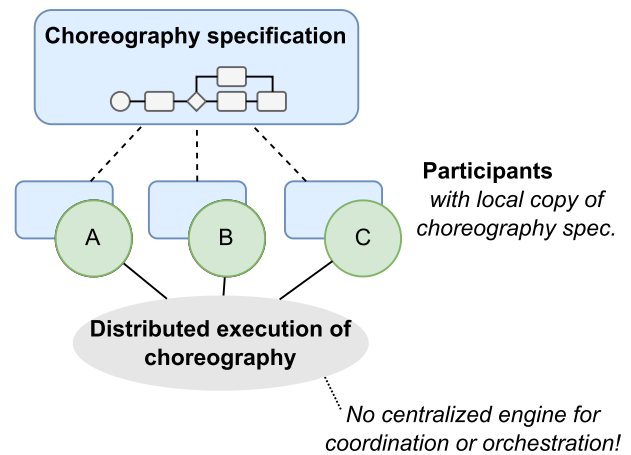 Choreography specification
Participants
with local copy of
choreography spec.
A
B
C
Distributed execution of
choreography
No centralized engine for
coordination or orchestration!